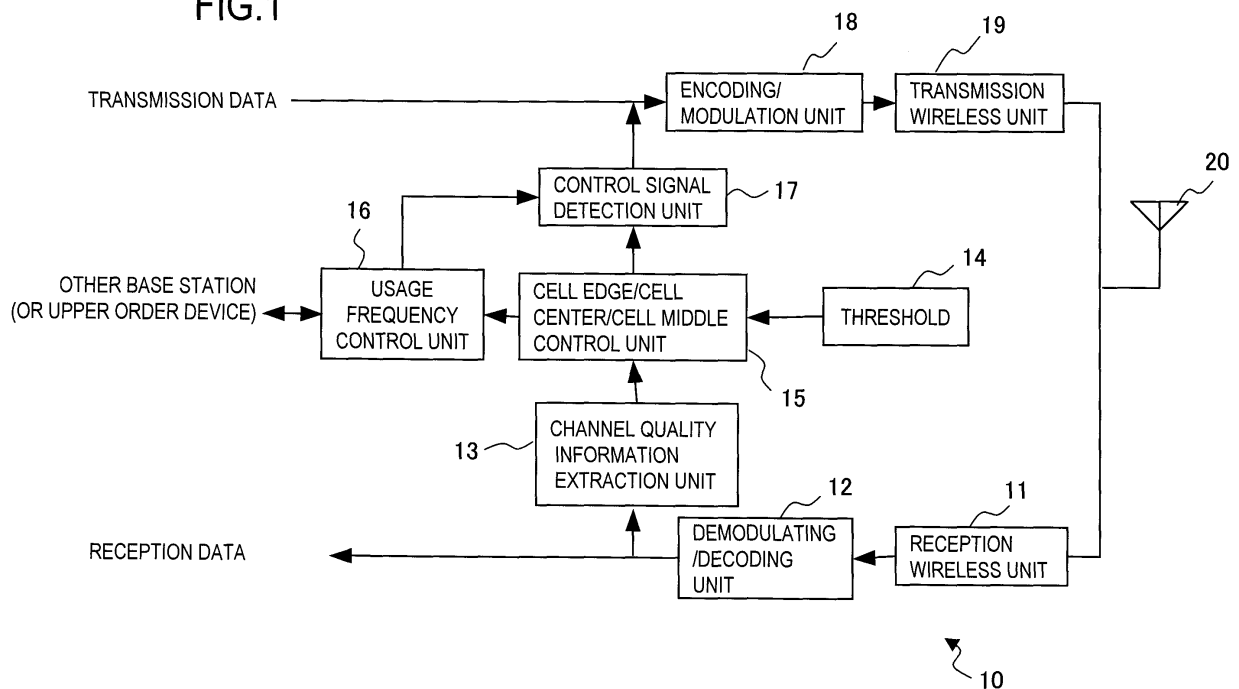 FIG.1
18
19
TRANSMISSION DATA
ENCODING/
MODULATION UNIT
TRANSMISSION
WIRELESS UNIT
20
CONTROL SIGNAL
DETECTION UNIT
17
16
14
OTHER BASE STATION
(OR UPPER ORDER DEVICE)
USAGE
FREQUENCY
CONTROL UNIT
CELL EDGE/CELL
CENTER/CELL MIDDLE
CONTROL UNIT
THRESHOLD
15
13
CHANNEL QUALITY
INFORMATION
EXTRACTION UNIT
12
11
RECEPTION DATA
DEMODULATING
/DECODING
UNIT
RECEPTION
WIRELESS UNIT
10